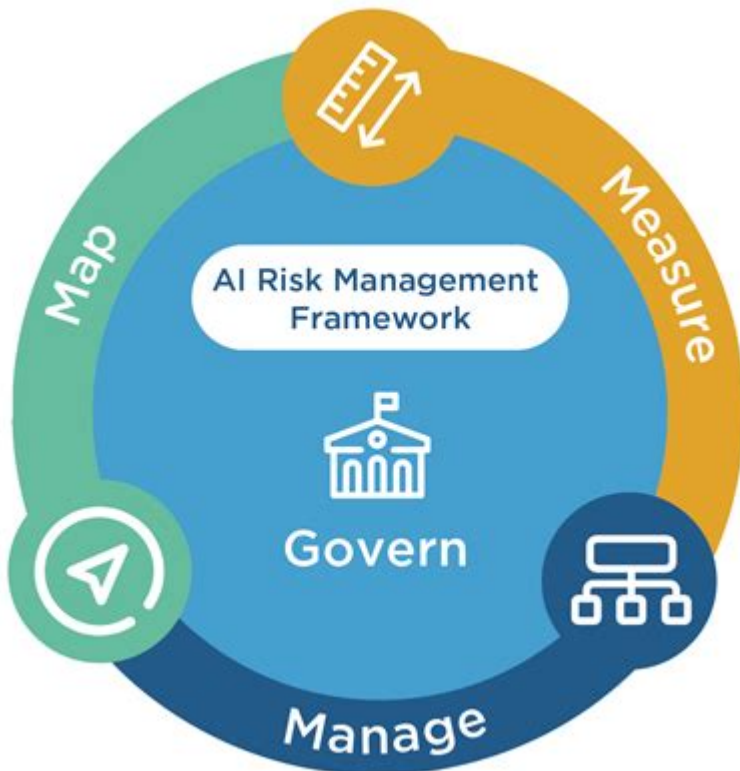 Map
Measure
AI Risk Management
Framework
Govern
Manage